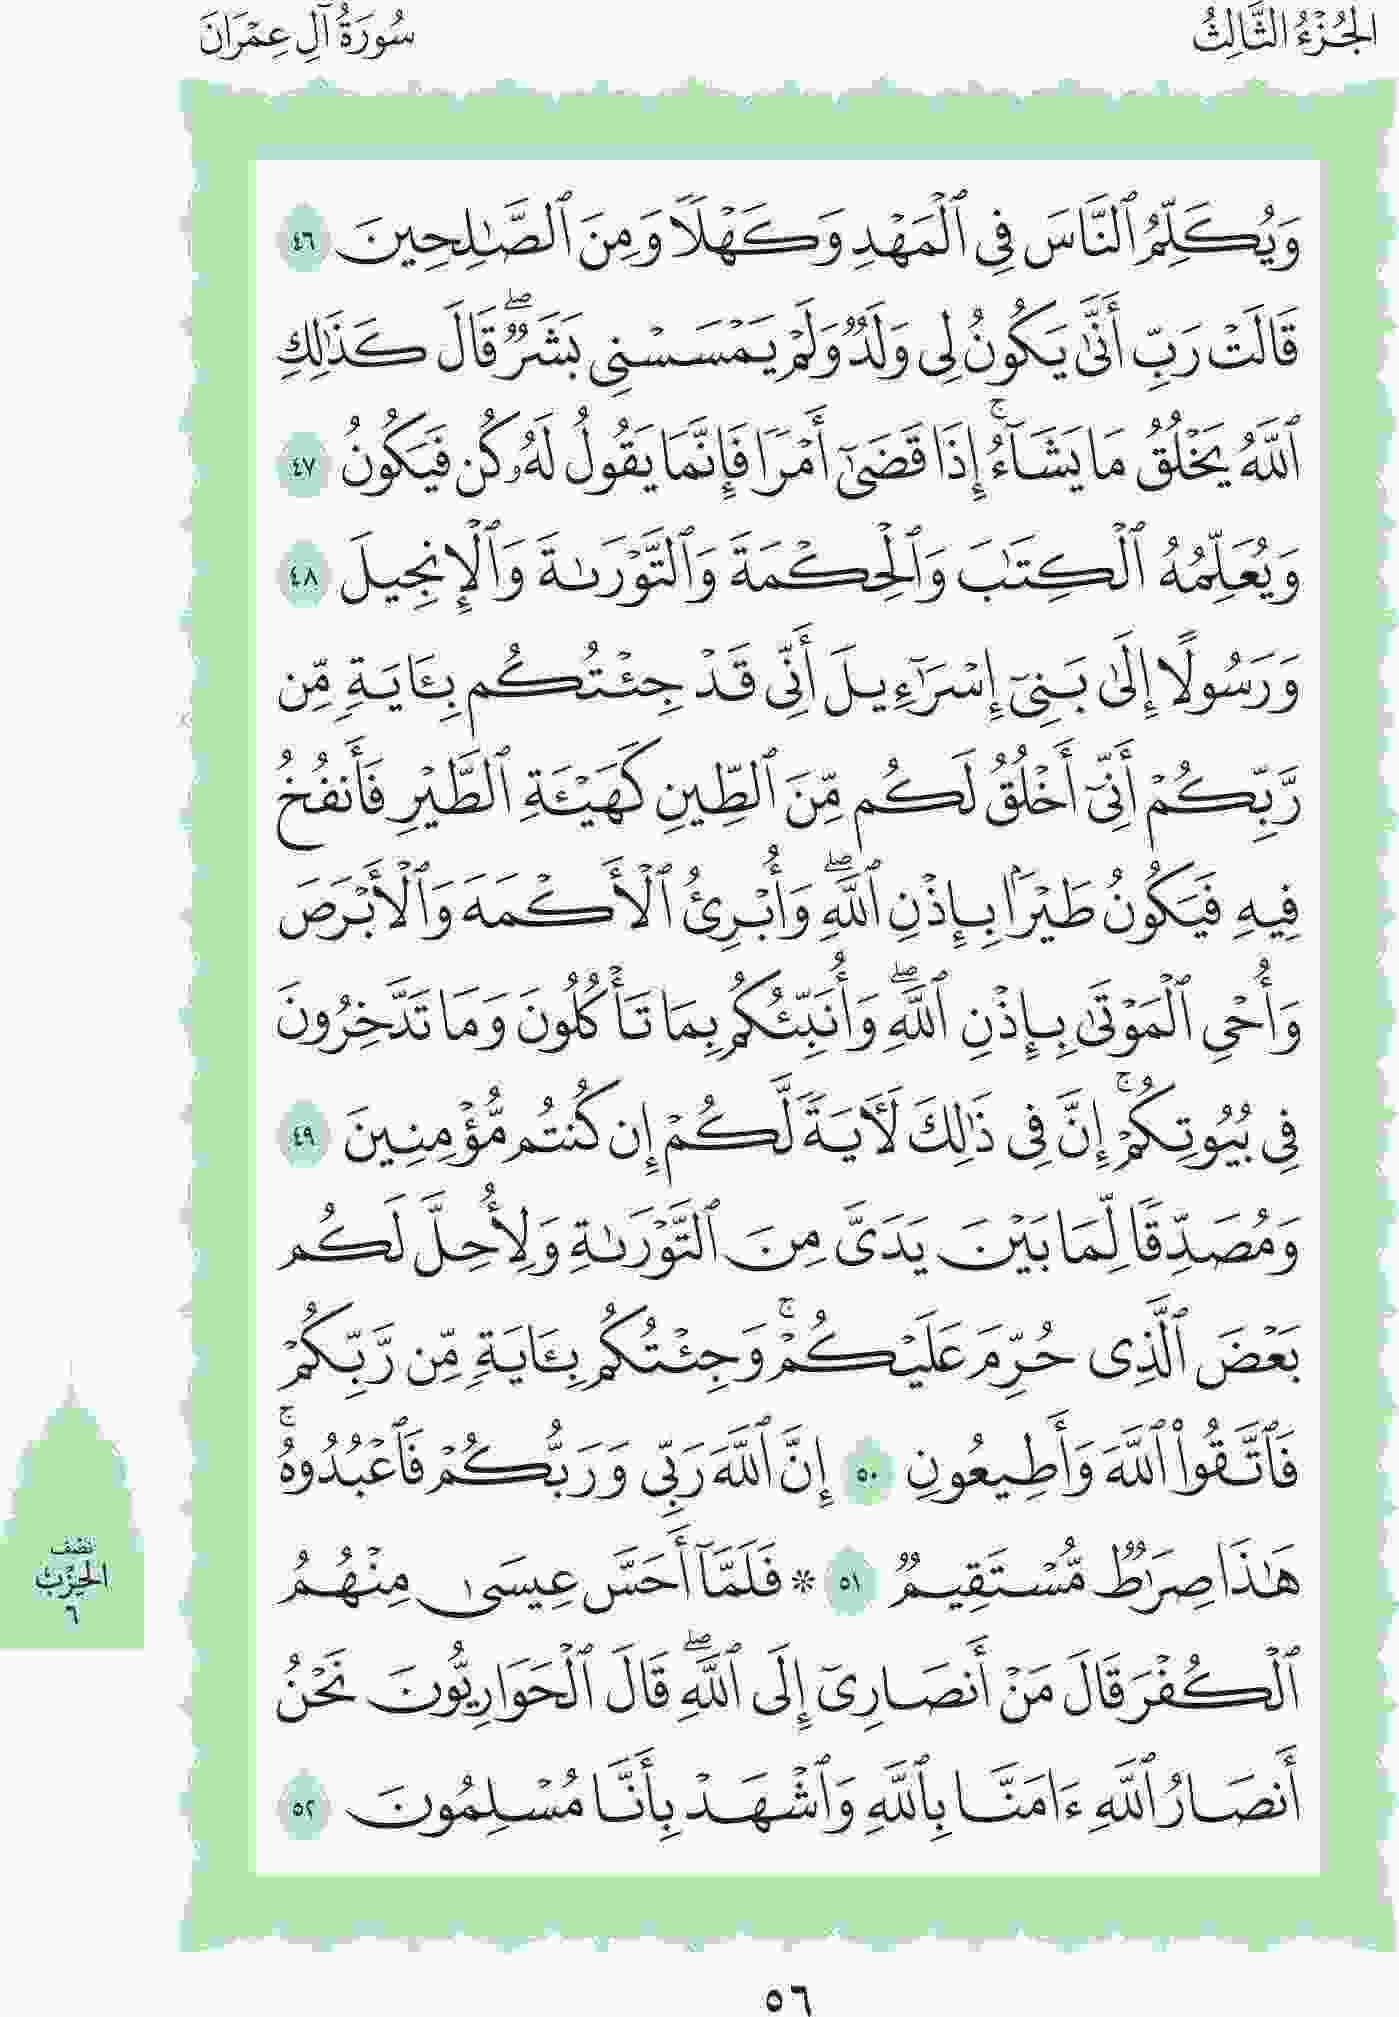 الجُزْءُ الثَّالِثُ
سُورَةُ آلِ عِمْرَانَ
وَيُكَلِّمُ ٱلنَّاسَ فِى ٱلْمَهْدِ وَكَهْلًا وَمِنَ ٱلصَّٰلِحِينَ ٤٦
قَالَتْ رَبِّ أَنَّىٰ يَكُونُ لِى وَلَدٌ وَلَمْ يَمْسَسْنِى بَشَرٌ ۖ قَالَ كَذَٰلِكِ
ٱللَّهُ يَخْلُقُ مَا يَشَآءُ ۚ إِذَا قَضَىٰٓ أَمْرًا فَإِنَّمَا يَقُولُ لَهُۥ كُن فَيَكُونُ ٤٧
وَيُعَلِّمُهُ ٱلْكِتَٰبَ وَٱلْحِكْمَةَ وَٱلتَّوْرَىٰةَ وَٱلْإِنجِيلَ ٤٨
وَرَسُولًا إِلَىٰ بَنِىٓ إِسْرَٰٓءِيلَ أَنِّى قَدْ جِئْتُكُم بِـَٔايَةٍ مِّن
رَّبِّكُمْ أَنِّىٓ أَخْلُقُ لَكُم مِّنَ ٱلطِّينِ كَهَيْـَٔةِ ٱلطَّيْرِ فَأَنفُخُ
فِيهِ فَيَكُونُ طَيْرًۢا بِإِذْنِ ٱللَّهِ ۖ وَأُبْرِئُ ٱلْأَكْمَهَ وَٱلْأَبْرَصَ
وَأُحْىِ ٱلْمَوْتَىٰ بِإِذْنِ ٱللَّهِ ۖ وَأُنَبِّئُكُم بِمَا تَأْكُلُونَ وَمَا تَدَّخِرُونَ
فِى بُيُوتِكُمْ ۚ إِنَّ فِى ذَٰلِكَ لَـَٔايَةً لَّكُمْ إِن كُنتُم مُّؤْمِنِينَ ٤٩
وَمُصَدِّقًا لِّمَا بَيْنَ يَدَىَّ مِنَ ٱلتَّوْرَىٰةِ وَلِأُحِلَّ لَكُم
بَعْضَ ٱلَّذِى حُرِّمَ عَلَيْكُمْ ۚ وَجِئْتُكُم بِـَٔايَةٍ مِّن رَّبِّكُمْ
فَٱتَّقُوا۟ ٱللَّهَ وَأَطِيعُونِ ٥٠ إِنَّ ٱللَّهَ رَبِّى وَرَبُّكُمْ فَٱعْبُدُوهُ ۚ
هَٰذَا صِرَٰطٌ مُّسْتَقِيمٌ ٥١ * فَلَمَّآ أَحَسَّ عِيسَىٰ مِنْهُمُ
ٱلْكُفْرَ قَالَ مَنْ أَنصَارِىٓ إِلَى ٱللَّهِ ۖ قَالَ ٱلْحَوَارِيُّونَ نَحْنُ
أَنصَارُ ٱللَّهِ ءَامَنَّا بِٱللَّهِ وَٱشْهَدْ بِأَنَّا مُسْلِمُونَ ٥٢
نصْف
الحِزْب
٦
٥٦